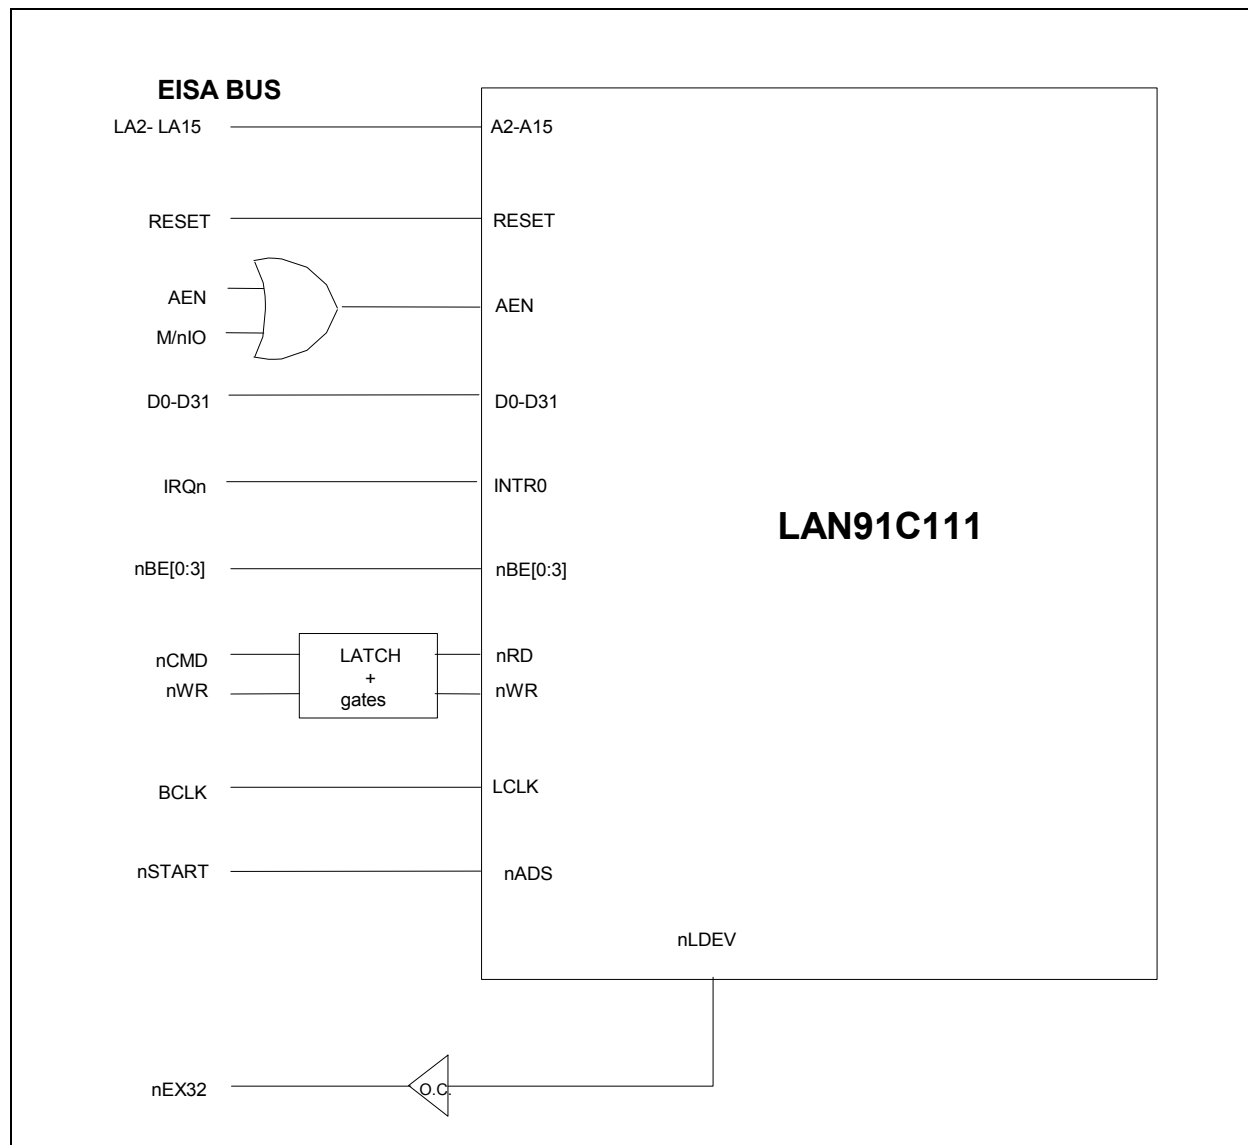 EISA BUS
LA2- LA15
A2-A15
RESET
RESET
AEN
M/nIO
AEN
D0-D31
D0-D31
IRQn
INTR0
LAN91C111
nBE[0:3]
nBE[0:3]
nCMD
nWR
LATCH
+
gates
nRD
nWR
BCLK
LCLK
nSTART
nADS
nLDEV
nEX32
O.C.